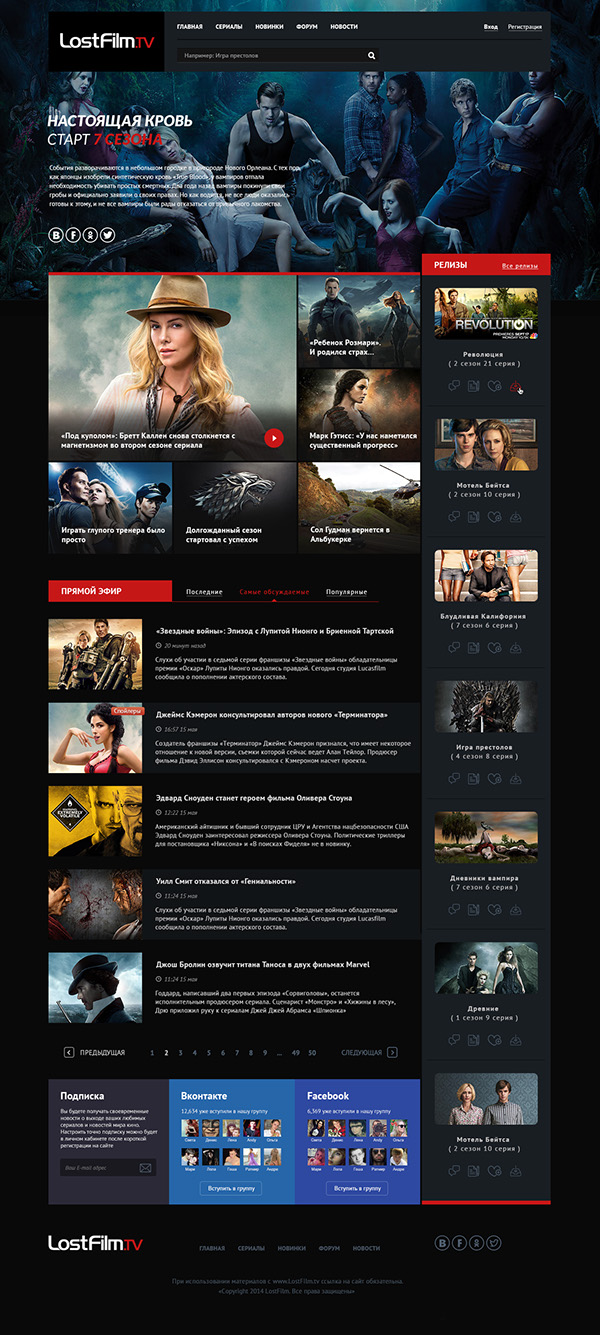 LostFilm.TV
ГЛАВНАЯ СЕРИАЛЫ НОВИНКИ ФОРУМ НОВОСТИ
Вход Регистрация
Например: Игра престолов
НАСТОЯЩАЯ КРОВЬ
СТАРТ 7 СЕЗОНА
События разворачиваются в небольшом городке в пригороде Нового Орлеана. С тех пор,
как японцы изобрели синтетическую кровь «True Blood», у вампиров отпала
необходимость убивать простых смертных. Два года назад вампиры покинули свои
гробы и официально заявили о своих правах. Но как водится, не все люди оказались
готовы к этому, и не все вампиры были рады отказаться от привычного лакомства.
«Под куполом»: Бретт Каллен снова столкнется с
магнетизмом во втором сезоне сериала
«Ребенок Розмари».
И родился страх...
Марк Гэтисс: «У нас наметился
существенный прогресс»
Играть глупого тренера было
просто
Долгожданный сезон
стартовал с успехом
Сол Гудман вернется в
Альбукерке
РЕЛИЗЫ Все релизы
REVOLUTION
Революция
( 2 сезон 21 серия )
Мотель Бейтса
( 2 сезон 10 серия )
Блудливая Калифорния
( 7 сезон 6 серия )
Игра престолов
( 4 сезон 8 серия )
Дневники вампира
( 7 сезон 6 серия )
Древние
( 1 сезон 9 серия )
Мотель Бейтса
( 2 сезон 10 серия )
ПРЯМОЙ ЭФИР
Последние Самые обсуждаемые Популярные
«Звездные войны»: Эпизод с Лупитой Нионго и Бриенной Тартской
20 минут назад
Слухи об участии в седьмой серии франшизы «Звездные войны» обладательницы
премии «Оскар» Лупиты Нионго оказались правдой. Сегодня студия Lucasfilm
сообщила о пополнении актерского состава.
Спойлеры
Джеймс Кэмерон консультировал авторов нового «Терминатора»
16:57 15 мая
Создатель франшизы «Терминатор» Джеймс Кэмерон признался, что имеет некоторое
отношение к новой версии, съемки которой сейчас ведет Алан Тейлор. Продюсер
фильма Дэвид Эллисон консультировался с Кэмероном насчет проекта.
Эдвард Сноуден станет героем фильма Оливера Стоуна
12:22 15 мая
Американский айтишник и бывший сотрудник ЦРУ и Агентства нацбезопасности США
Эдвард Сноуден заинтересовал режиссера Оливера Стоуна. Политические триллеры
для постановщика «Никсона» и «В поисках Фиделя» не в новинку.
Уилл Смит отказался от «Гениальности»
11:24 15 мая
Слухи об участии в седьмой серии франшизы «Звездные войны» обладательницы
премии «Оскар» Лупиты Нионго оказались правдой. Сегодня студия Lucasfilm
сообщила о пополнении актерского состава.
Джош Бролин озвучит титана Таноса в двух фильмах Marvel
11:24 15 мая
Годдард, написавший два первых эпизода «Сорвиголовы», останется
исполнительным продюсером сериала. Сценарист «Монстро» и «Хижины в лесу»,
Дрю приложил руку к сериалам Джей Джей Абрамса «Шпионка»
ПРЕДЫДУЩАЯ 1 2 3 4 5 6 7 8 9 ... 49 50 СЛЕДУЮЩАЯ
Подписка
Вы будете получать своевременные
новости о выходе ваших любимых
сериалов и новостей мира кино.
Настроить точно подписку можно будет
в личном кабинете после короткой
регистрации на сайте
Ваш E-mail адрес
Вконтакте
12,634 уже вступили в нашу группу
Света Денис Лена Andy Ольга
Мари Леля Гоша Ратмир Андре
Вступить в группу
Facebook
6,369 уже вступили в нашу группу
Света Денис Лена Andy Ольга
Мари Леля Гоша Ратмир Андре
Вступить в группу
LostFilm.TV
ГЛАВНАЯ СЕРИАЛЫ НОВИНКИ ФОРУМ НОВОСТИ
При использовании материалов с www.LostFilm.tv ссылка на сайт обязательна.
«Copyright 2014 LostFilm. Все права защищены»